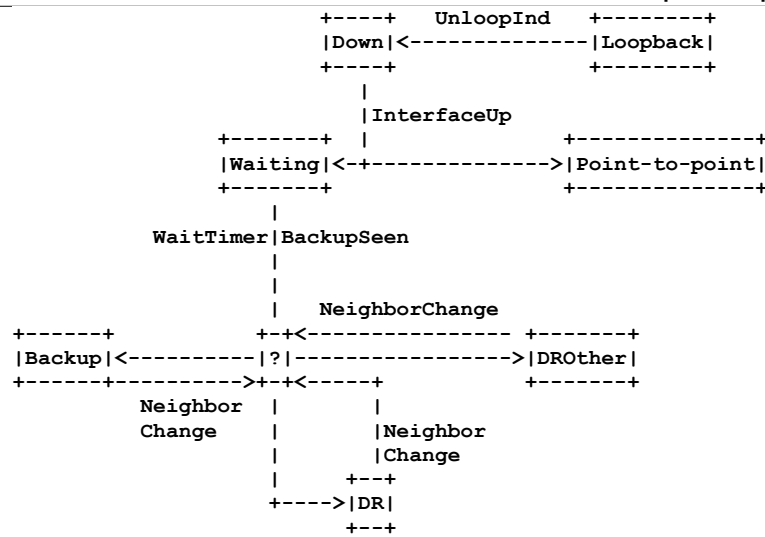 +----+   UnloopInd   +--------+
|Down|<--------------|Loopback|
+----+               +--------+
|
|InterfaceUp
+-------+  |               +--------------+
|Waiting|<-+-------------->|Point-to-point|
+-------+                  +--------------+
|
WaitTimer|BackupSeen
|
|
|   NeighborChange
+------+           +-+<---------------- +-------+
|Backup|<----------|?|----------------->|DROther|
+------+---------->+-+<-----+           +-------+
Neighbor  |       |
Change    |       |Neighbor
|       |Change
|     +--+
+---->|DR|
+--+